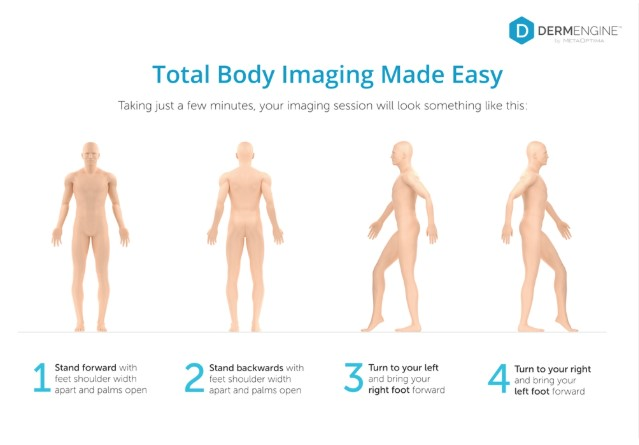 DERMENGINE™
by METAOPTIMA
Total Body Imaging Made Easy
Taking just a few minutes, your imaging session will look something like this:
1 Stand forward with
feet shoulder width
apart and palms open
2 Stand backwards with
feet shoulder width
apart and palms open
3 Turn to your left
and bring your
right foot forward
4 Turn to your right
and bring your
left foot forward